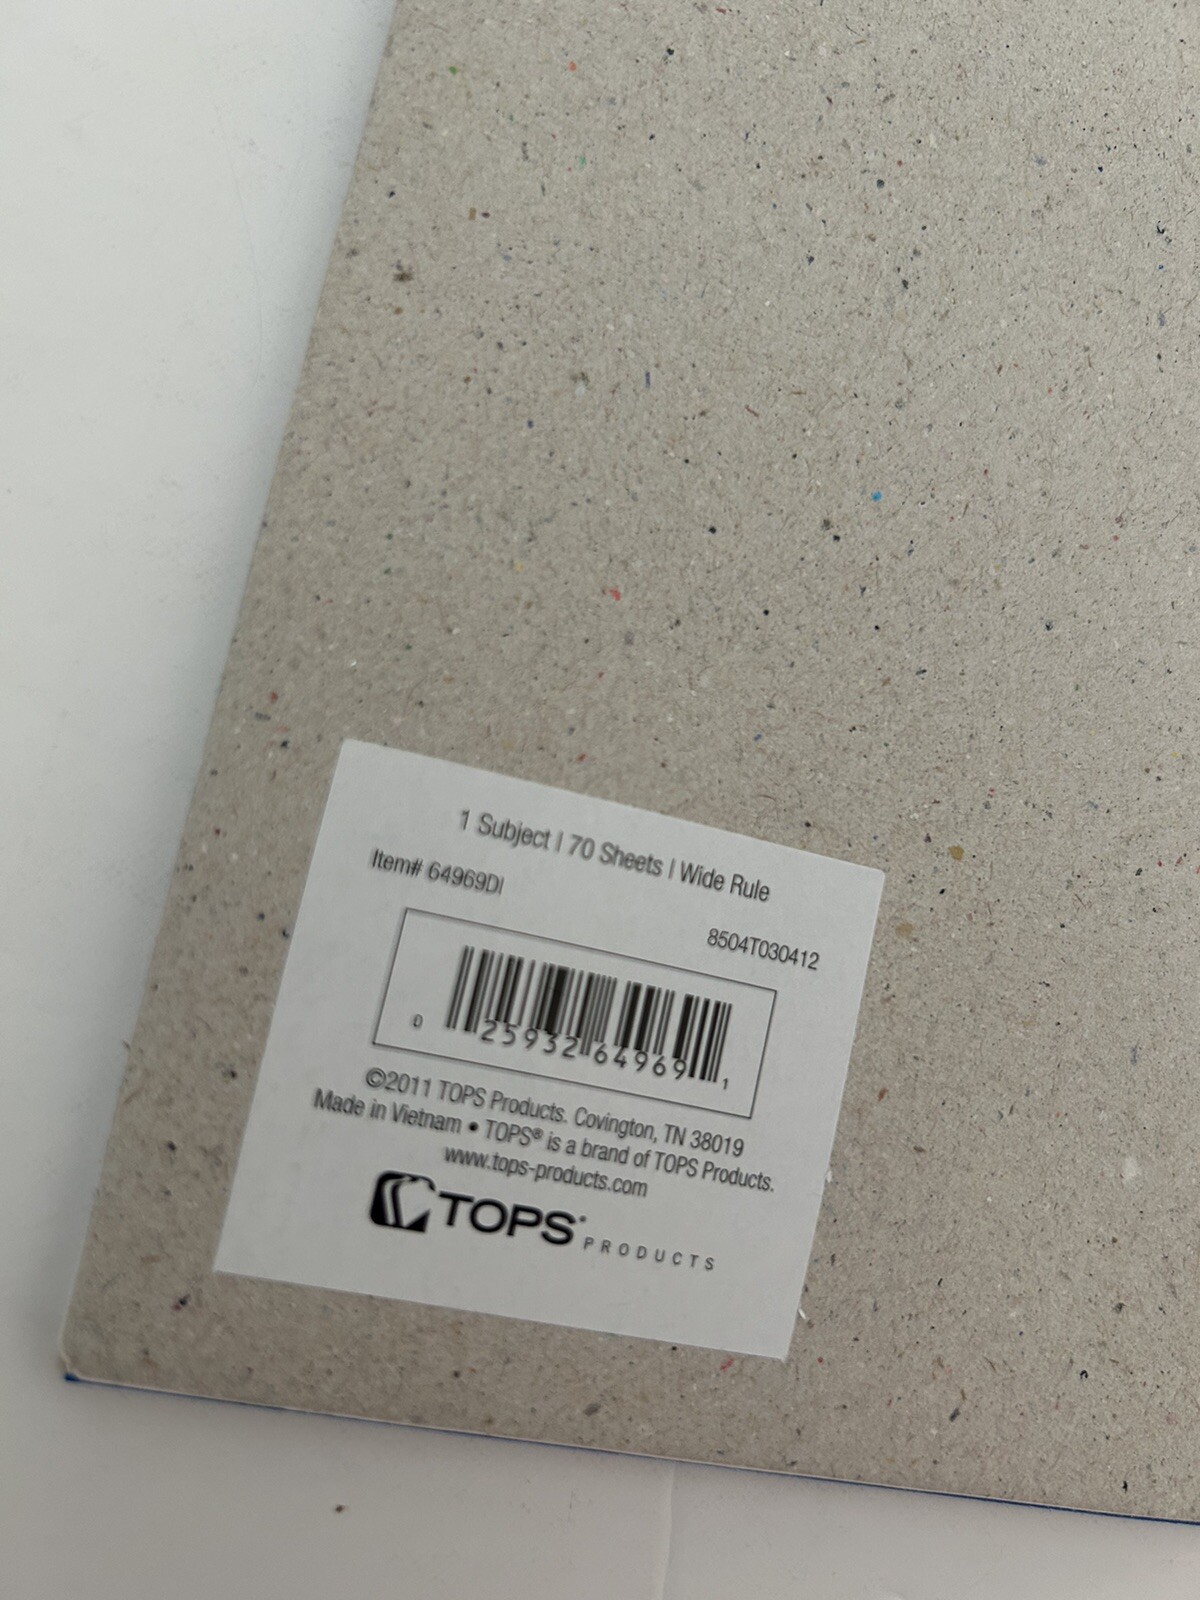 1 Subject | 70 Sheets | Wide Rule
Item# 64969DI
8504T030412
0 25932 64969 1
©2011 TOPS Products. Covington, TN 38019
Made in Vietnam • TOPS® is a brand of TOPS Products.
www.tops-products.com
TOPS® PRODUCTS